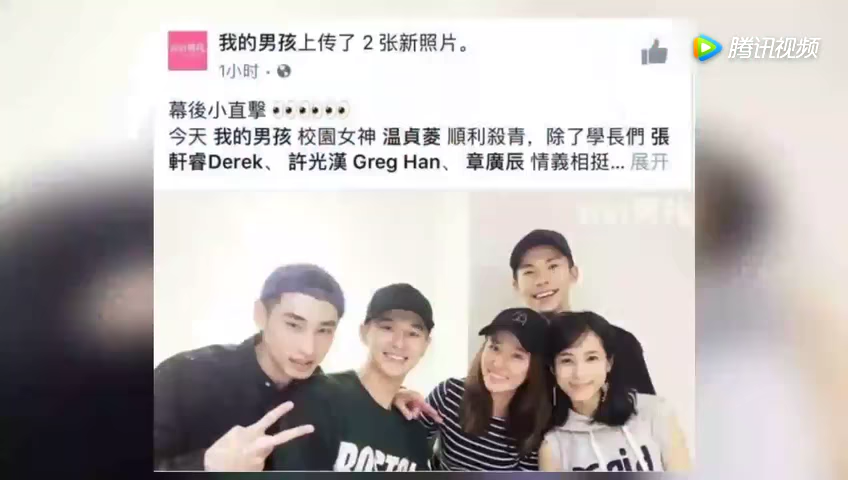 腾讯视频
我的男孩上传了 2 张新照片。
1小时
幕後小直擊
今天 我的男孩 校園女神 温貞菱 順利殺青，除了學長們 張
軒睿Derek、 許光漢 Greg Han、 章廣辰 情義相挺... 展开